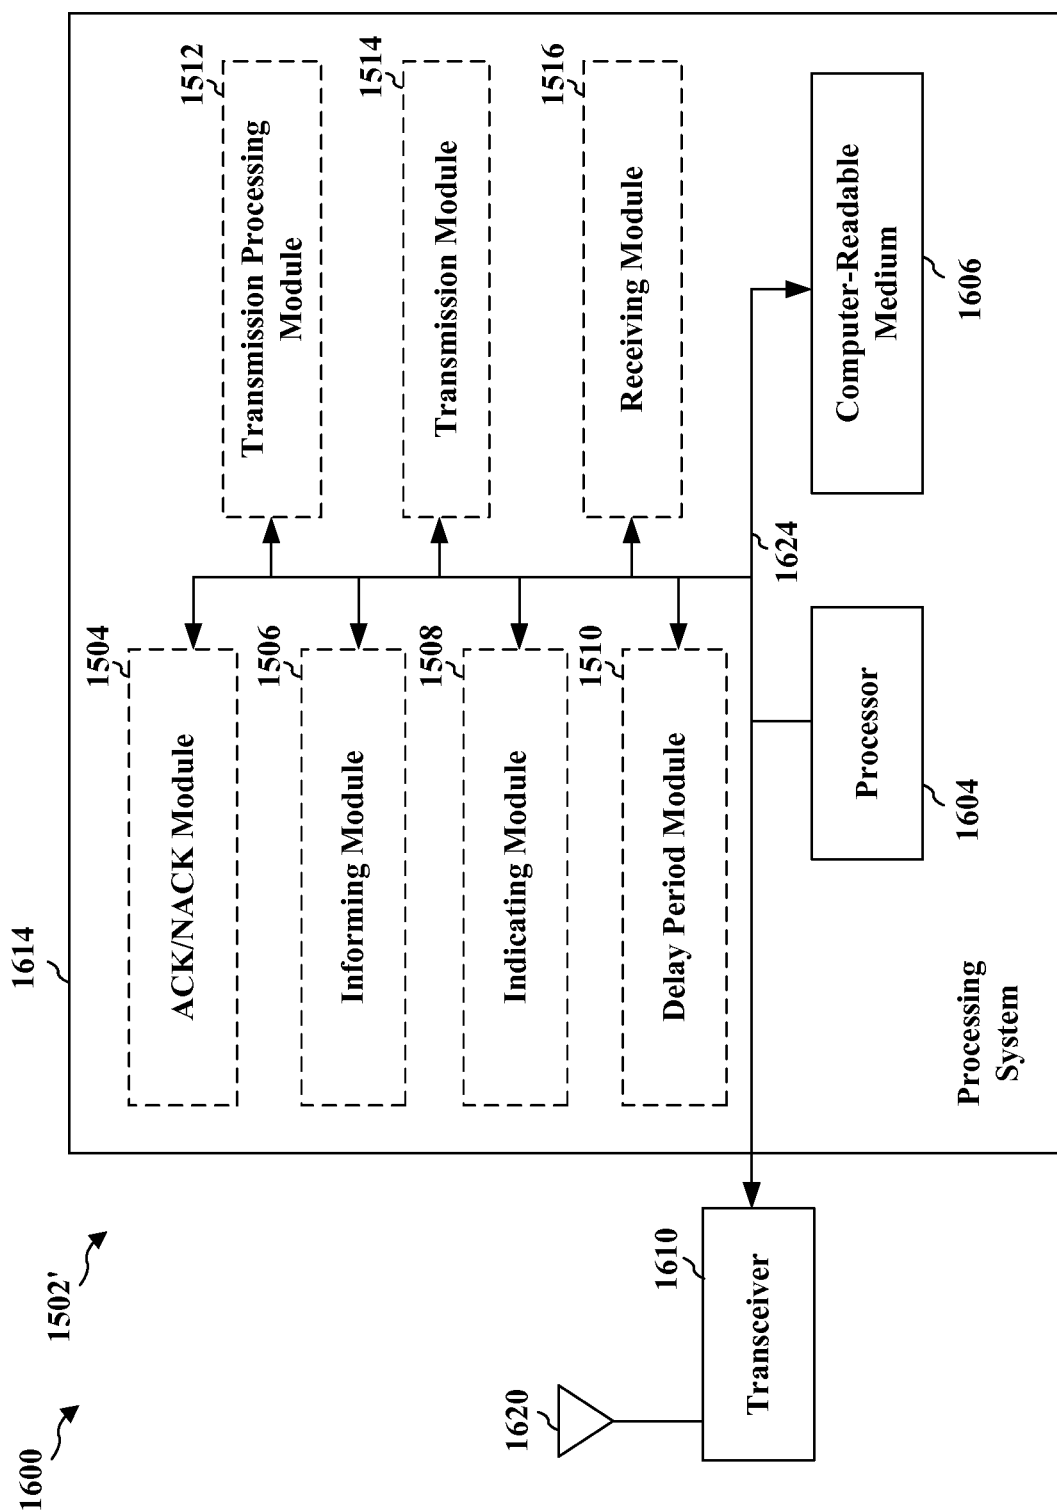 1600
1502'
1614
1504
ACK/NACK Module
1506
Informing Module
1508
Indicating Module
1510
Delay Period Module
1512
Transmission Processing
Module
1514
Transmission Module
1516
Receiving Module
1620
1610
Transceiver
1624
Processor
1604
Computer-Readable
Medium
1606
Processing
System